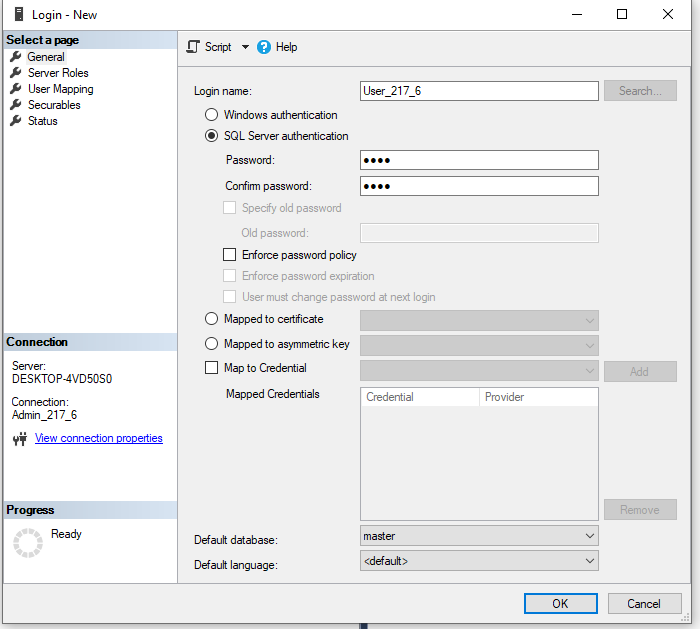 Login - New
Select a page
General
Server Roles
User Mapping
Securables
Status
Connection
Server:
DESKTOP-4VD50S0
Connection:
Admin_217_6
View connection properties
Progress
Ready
Script Help
Login name: User_217_6 Search...
Windows authentication
SQL Server authentication
Password: ••••
Confirm password: ••••
Specify old password
Old password:
Enforce password policy
Enforce password expiration
User must change password at next login
Mapped to certificate
Mapped to asymmetric key
Map to Credential Add
Mapped Credentials Credential Provider
Remove
Default database: master
Default language: <default>
OK Cancel